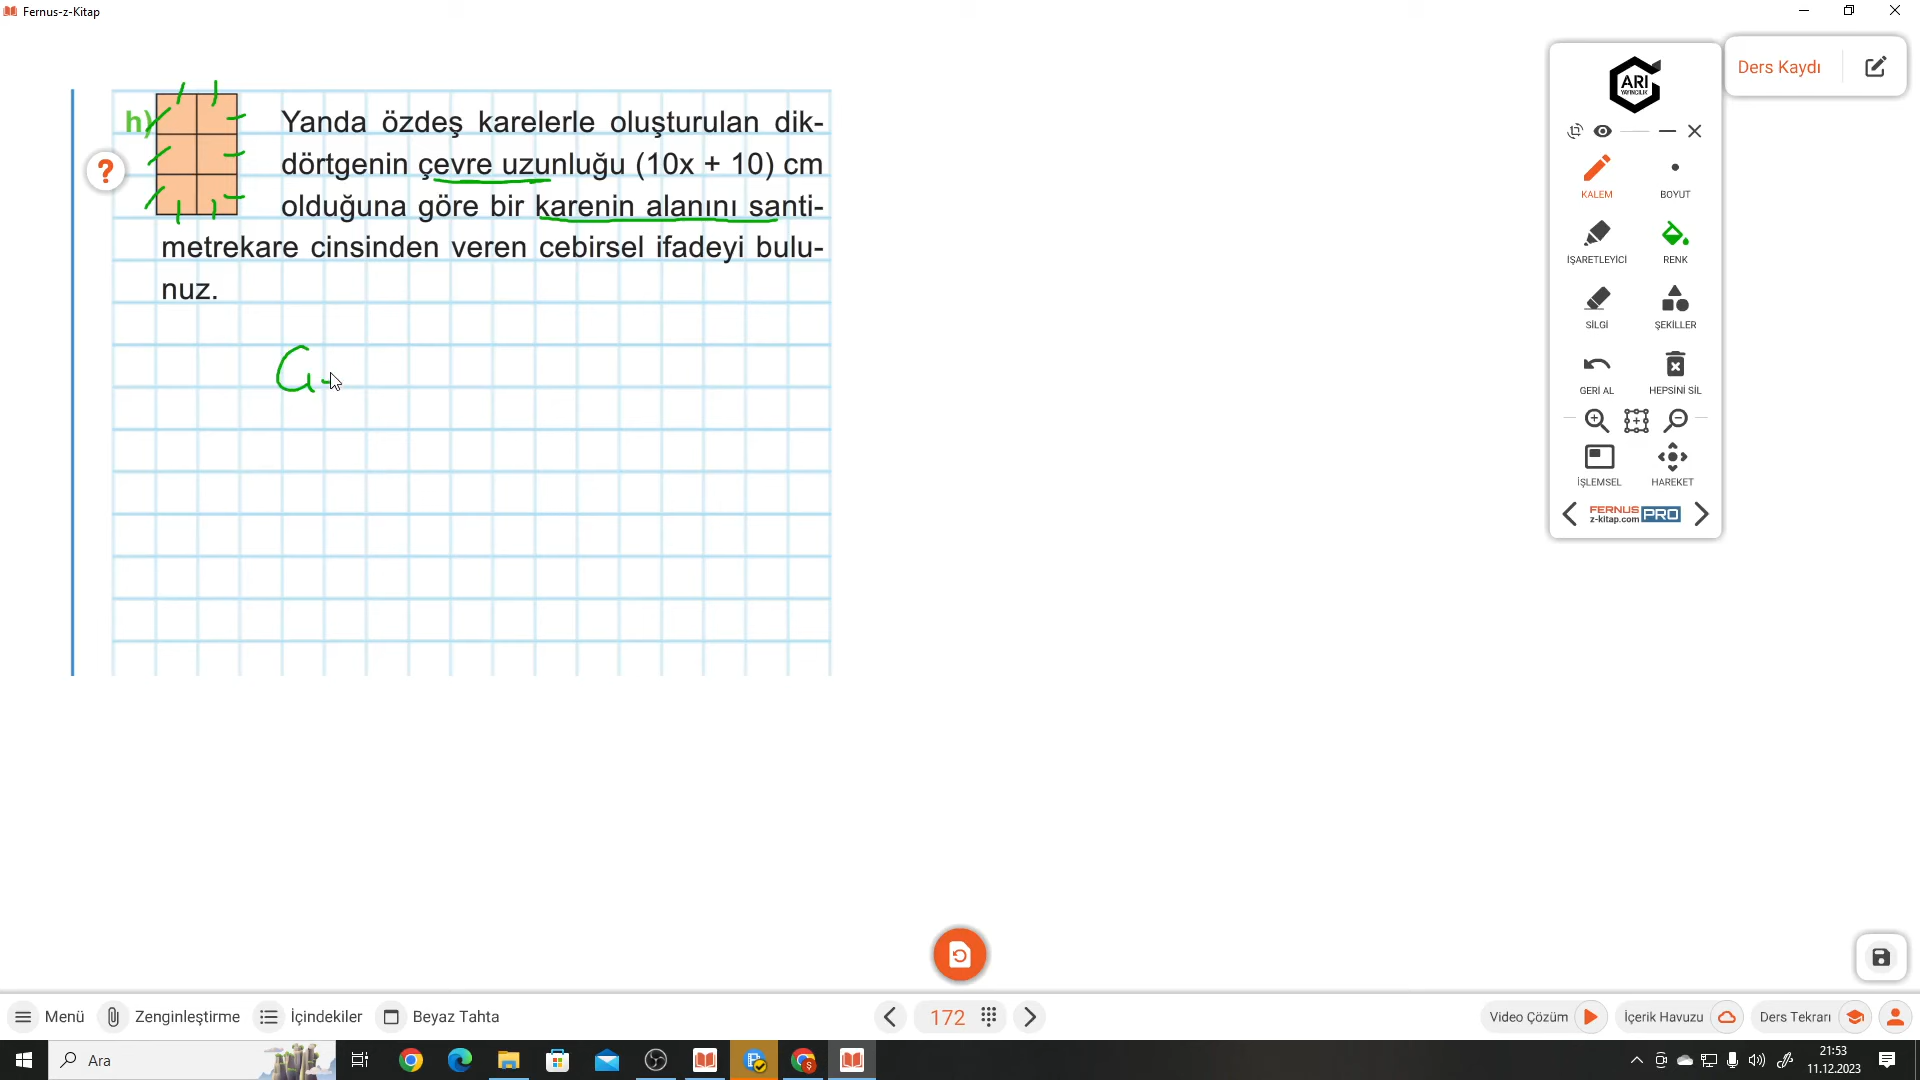 Fernus-z-Kitap
h) Yanda özdeş karelerle oluşturulan dik-
dörtgenin çevre uzunluğu (10x + 10) cm
olduğuna göre bir karenin alanını santi-
metrekare cinsinden veren cebirsel ifadeyi bulu-
nuz.
?
ARI
YAYINCILIK
Ders Kaydı
KALEM BOYUT
İŞARETLEYİCİ RENK
SİLGİ ŞEKİLLER
GERİ AL HEPSİNİ SİL
İŞLEMSEL HAREKET
FERNUS
z-kitap.com PRO
Menü Zenginleştirme İçindekiler Beyaz Tahta 172 Video Çözüm İçerik Havuzu Ders Tekrarı
Ara
21:53
11.12.2023